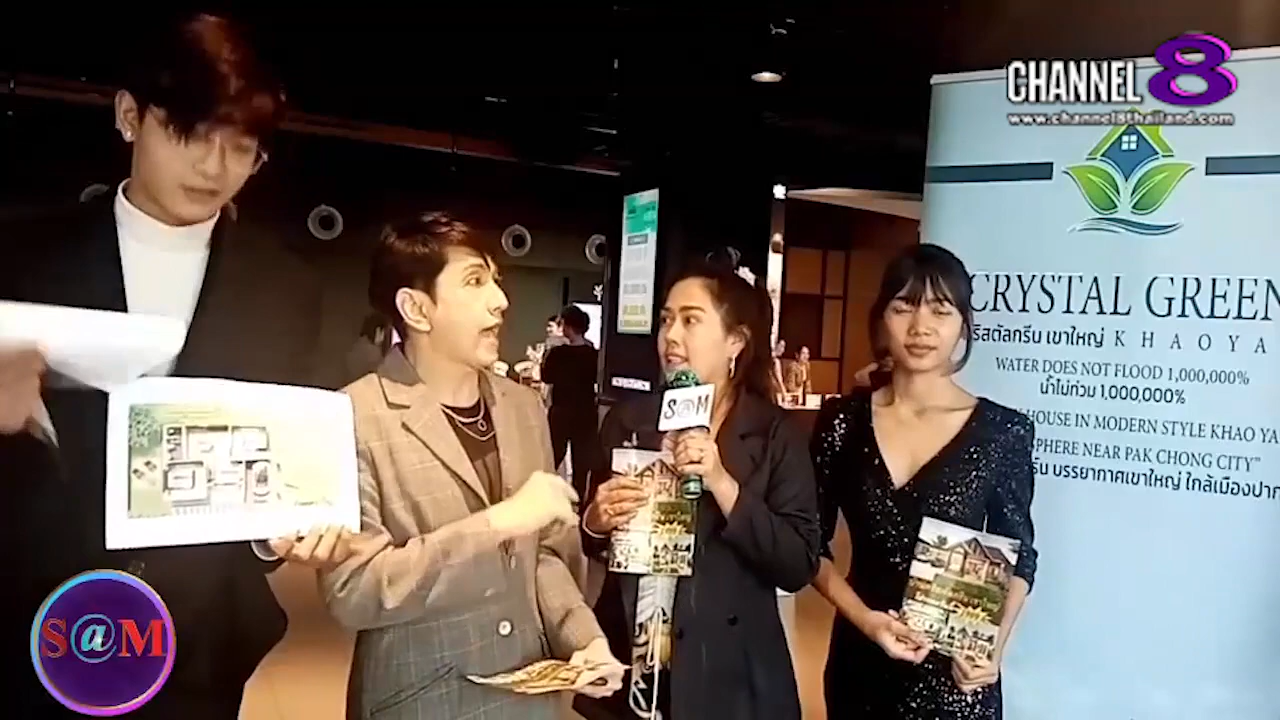 CHANNEL 8
www.channel8thailand.com
CRYSTAL GREEN
ริสตัลกรีน เขาใหญ่ KHAOYA
WATER DOES NOT FLOOD 1,000,000%
น้ำไม่ท่วม 1,000,000%
HOUSE IN MODERN STYLE KHAO YA
SPHERE NEAR PAK CHONG CITY"
รีน บรรยากาศเขาใหญ่ ใกล้เมืองปาก
S@M
S@M